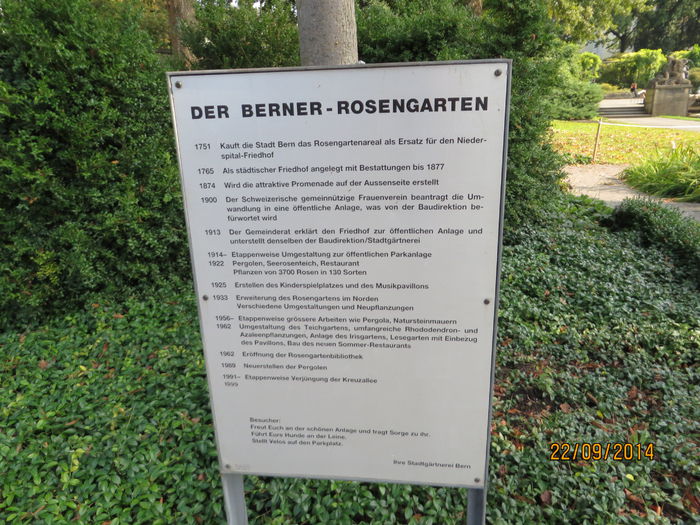 DER BERNER-ROSENGARTEN
1751 Kauft die Stadt Bern das Rosengartenareal als Ersatz für den Nieder-
spital-Friedhof
1765 Als städtischer Friedhof angelegt mit Bestattungen bis 1877
1874 Wird die attraktive Promenade auf der Aussenseite erstellt
1900 Der Schweizerische gemeinnützige Frauenverein beantragt die Um-
wandlung in eine öffentliche Anlage, was von der Baudirektion be-
fürwortet wird
1913 Der Gemeinderat erklärt den Friedhof zur öffentlichen Anlage und
unterstellt denselben der Baudirektion/Stadtgärtnerei
1914– Etappenweise Umgestaltung zur öffentlichen Parkanlage
1922 Pergolen, Seerosenteich, Restaurant
Pflanzen von 3700 Rosen in 130 Sorten
1925 Erstellen des Kinderspielplatzes und des Musikpavillons
1933 Erweiterung des Rosengartens im Norden
Verschiedene Umgestaltungen und Neupflanzungen
1956– Etappenweise grössere Arbeiten wie Pergola, Natursteinmauern
1962 Umgestaltung des Teichgartens, umfangreiche Rhododendron- und
Azaleenpflanzungen, Anlage des Irisgartens, Lesegarten mit Einbezug
des Pavillons, Bau des neuen Sommer-Restaurants
1962 Eröffnung der Rosengartenbibliothek
1989 Neuerstellen der Pergolen
1991– Etappenweise Verjüngung der Kreuzallee
1999
Besucher:
Freut Euch an der schönen Anlage und tragt Sorge zu ihr.
Führt Eure Hunde an der Leine.
Stellt Velos auf den Parkplatz.
Ihre Stadtgärtnerei Bern
22/09/2014